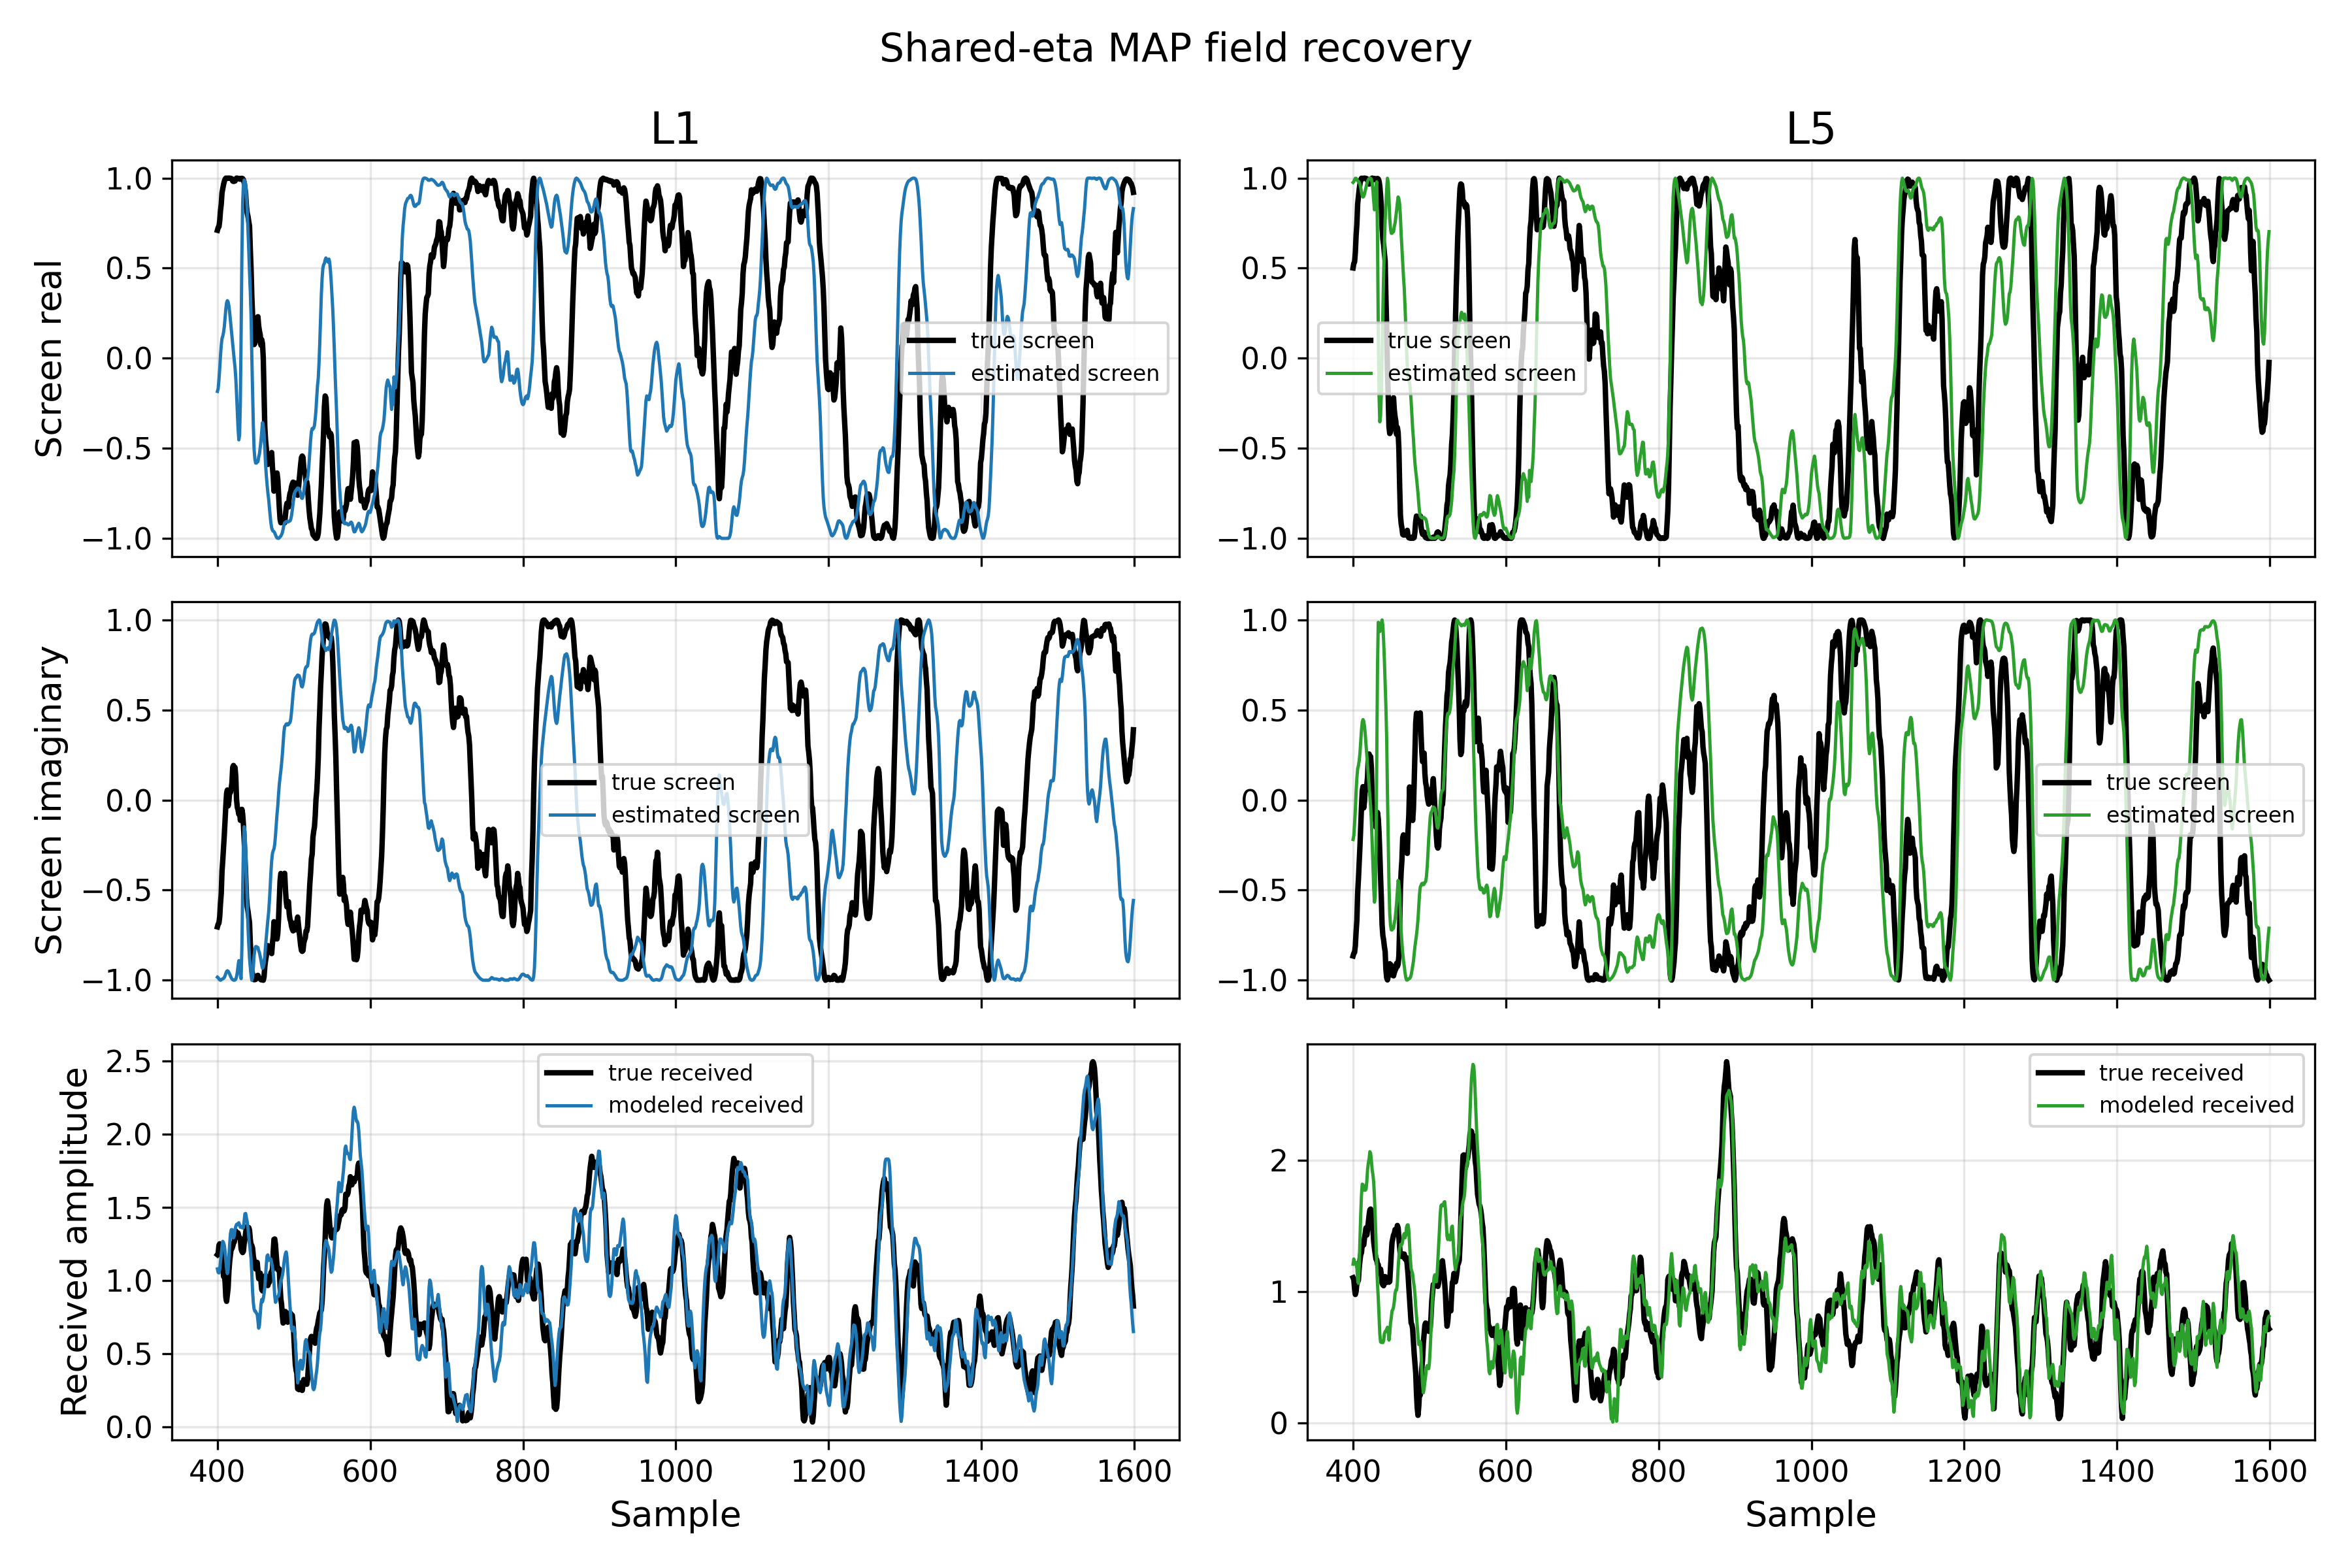 Shared-eta MAP field recovery
L1
L5
Screen real
1.0
0.5
0.0
−0.5
−1.0
true screen
estimated screen
1.0
0.5
0.0
−0.5
−1.0
true screen
estimated screen
Screen imaginary
1.0
0.5
0.0
−0.5
−1.0
true screen
estimated screen
1.0
0.5
0.0
−0.5
−1.0
true screen
estimated screen
Received amplitude
2.5
2.0
1.5
1.0
0.5
0.0
true received
modeled received
400 600 800 1000 1200 1400 1600
Sample
2
1
0
true received
modeled received
400 600 800 1000 1200 1400 1600
Sample